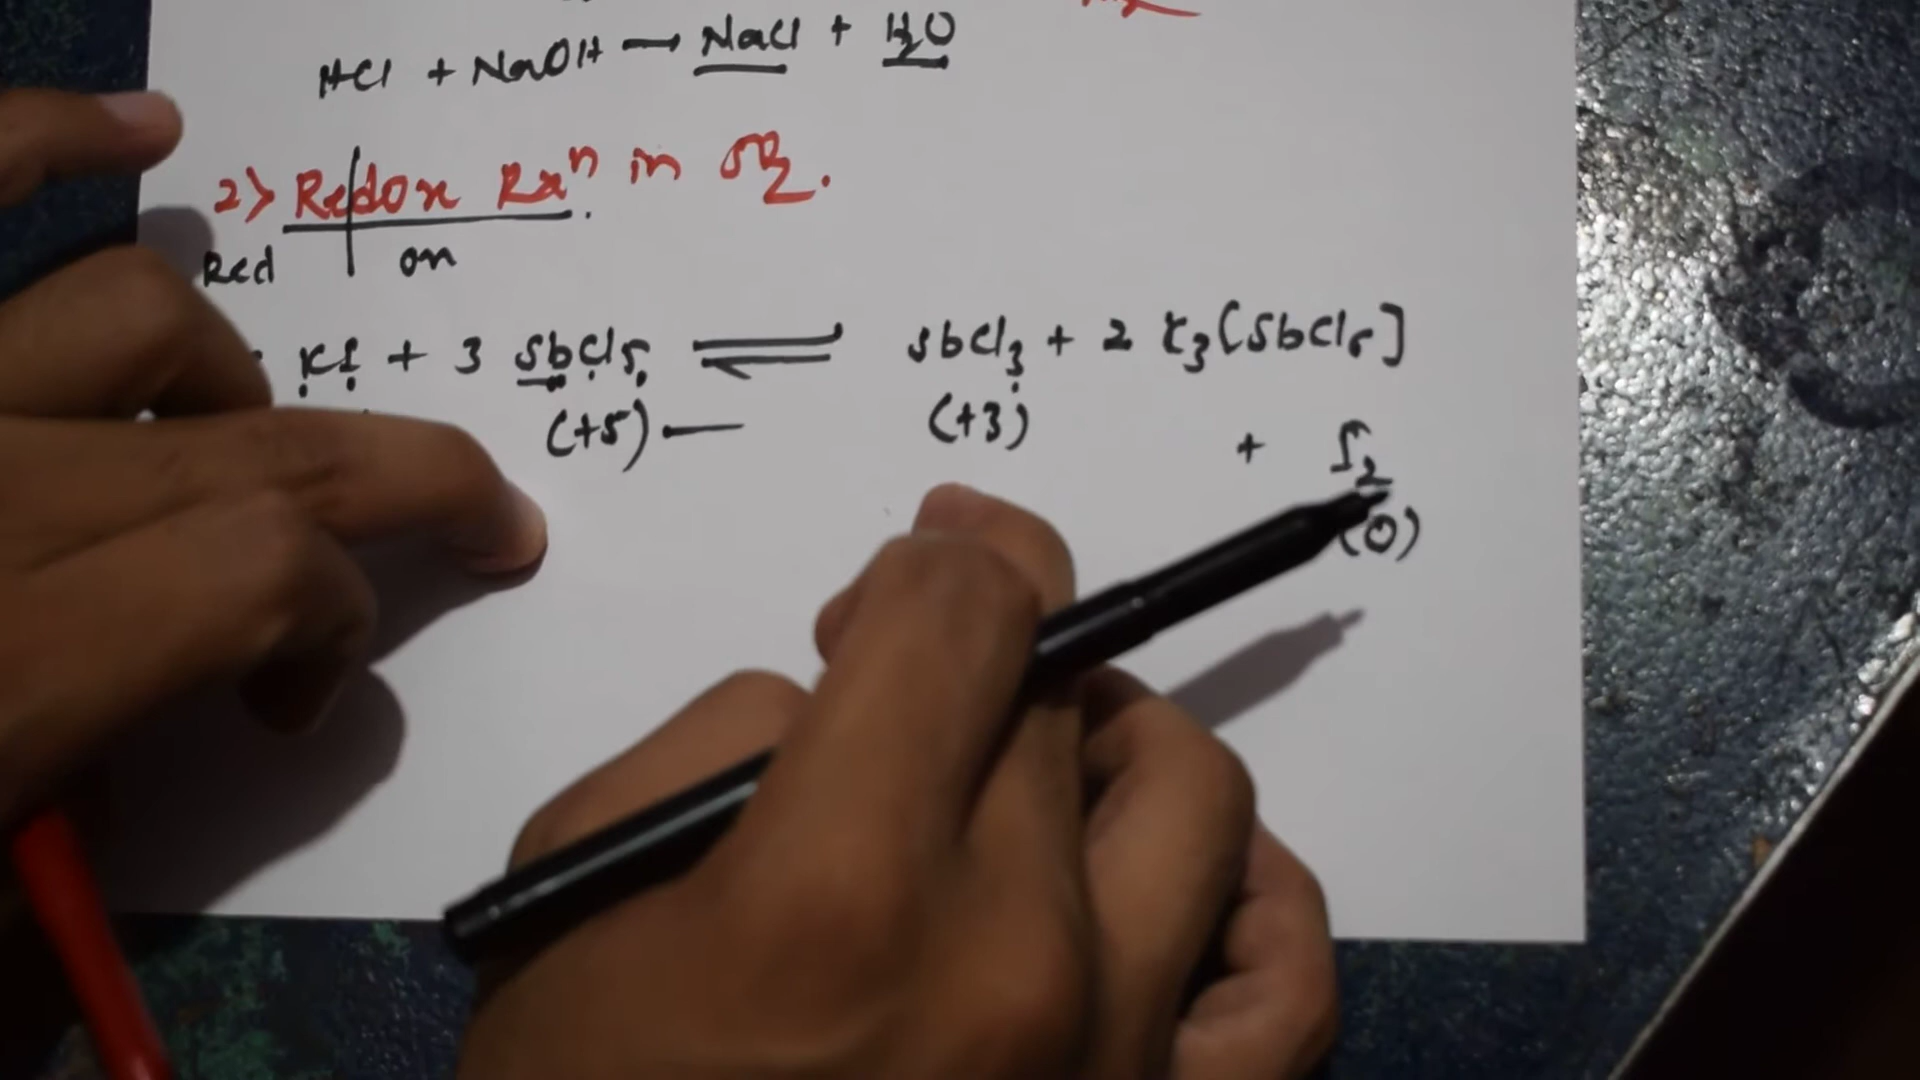 HCl + NaOH → NaCl + H2O
2> Redox Rxn in
Red ox
KI + 3 SbCl5 ⇌ SbCl3 + 2 K3[SbCl6]
(+5) — (+3) + I2
(0)